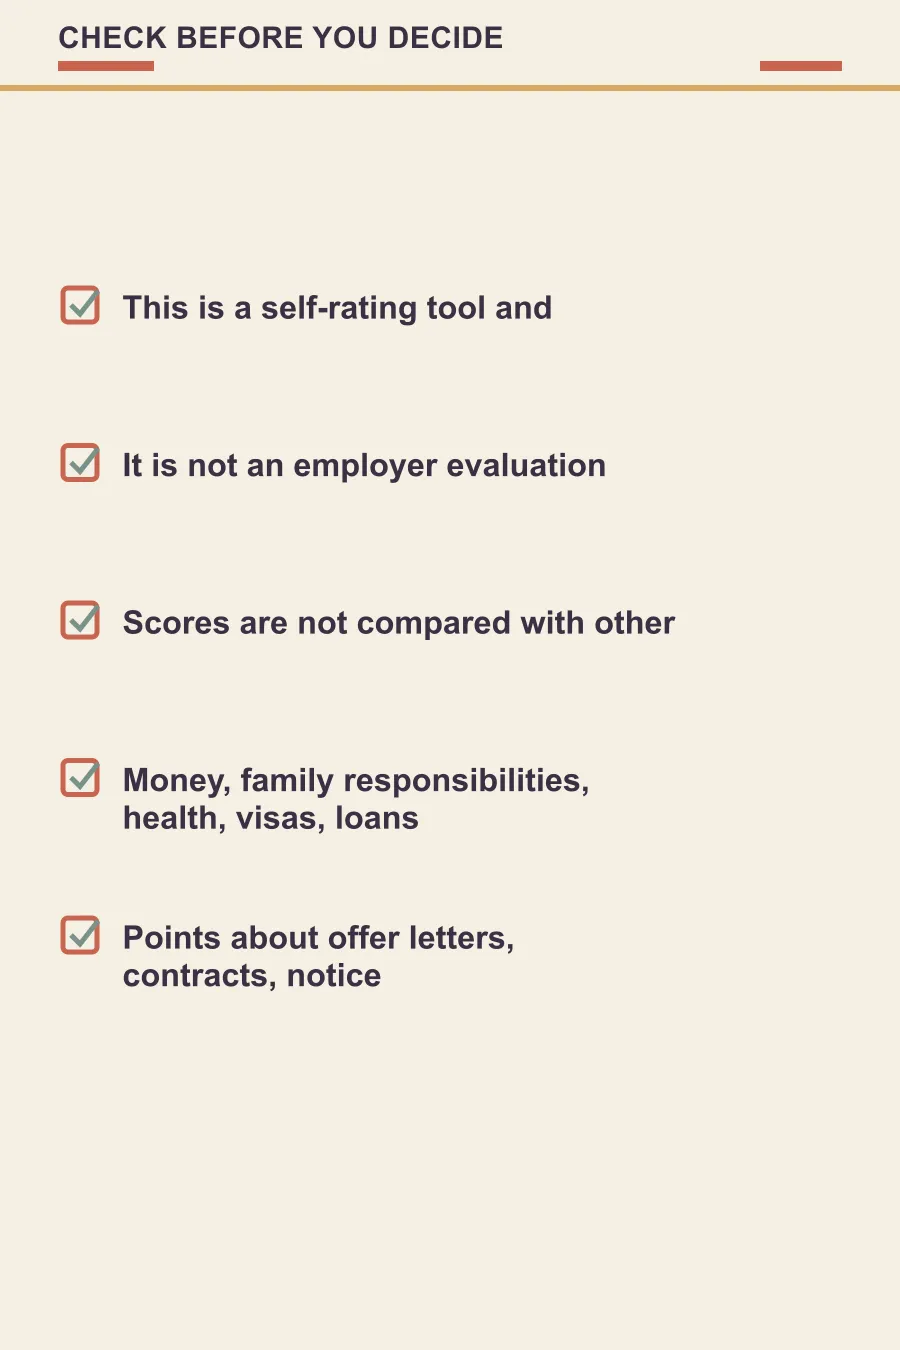 CHECK BEFORE YOU DECIDE
This is a self-rating tool and
It is not an employer evaluation
Scores are not compared with other
Money, family responsibilities,
health, visas, loans
Points about offer letters,
contracts, notice